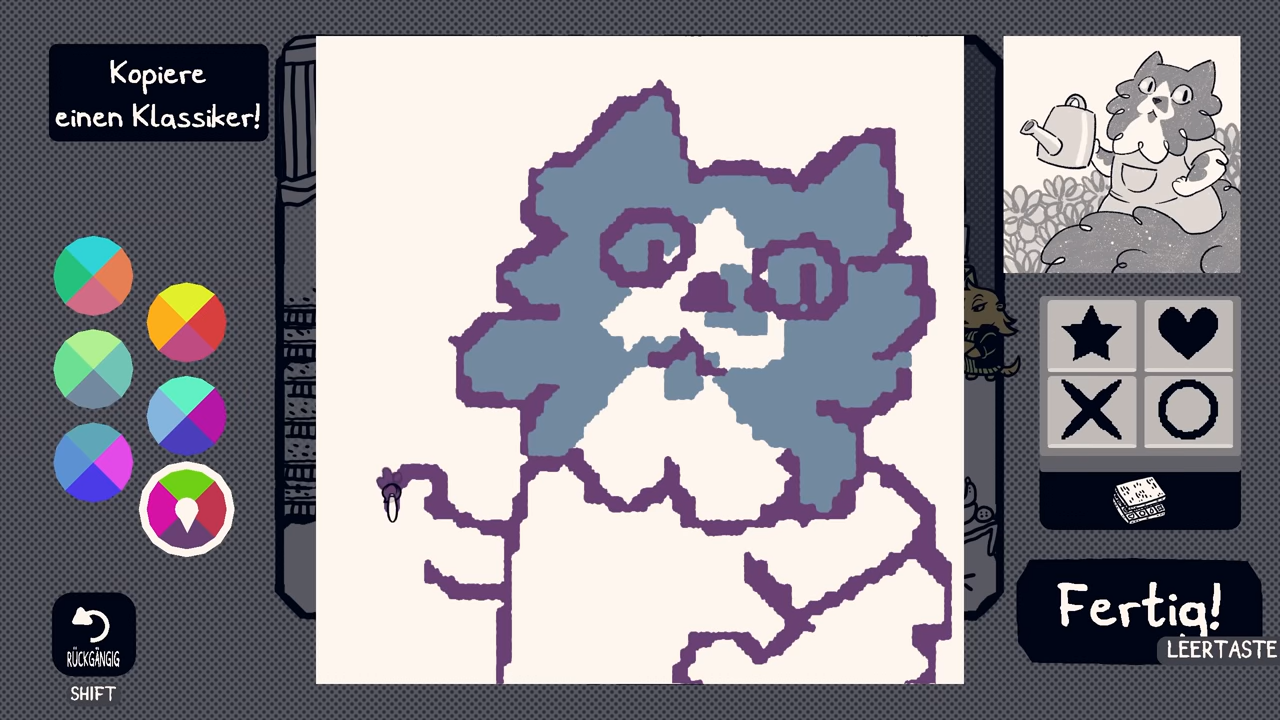 Kopiere
einen Klassiker!
RÜCKGÄNGIG
SHIFT
Fertig!
LEERTASTE